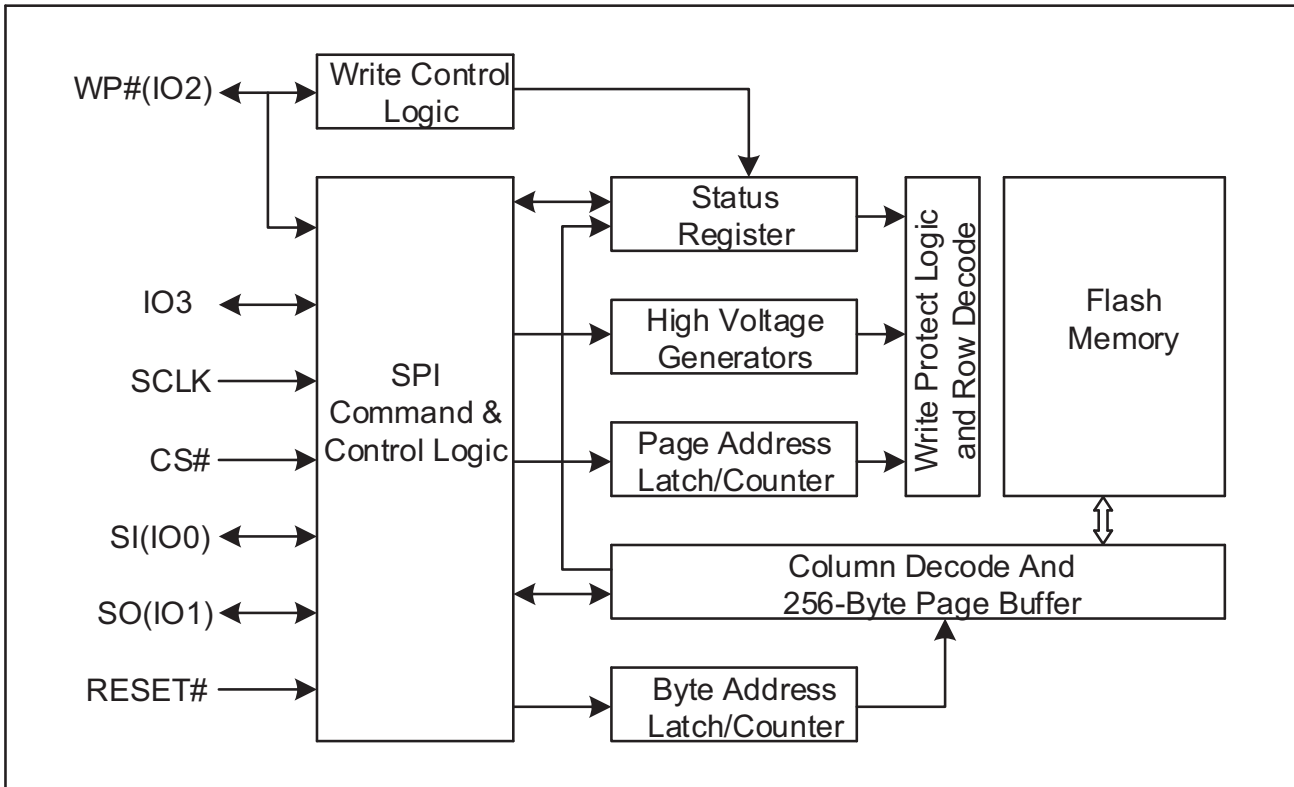 WP#(IO2)
Write Control
Logic
IO3
SCLK
CS#
SI(IO0)
SO(IO1)
RESET#
SPI
Command &
Control Logic
Status
Register
High Voltage
Generators
Page Address
Latch/Counter
Write Protect Logic
and Row Decode
Flash
Memory
Column Decode And
256-Byte Page Buffer
Byte Address
Latch/Counter